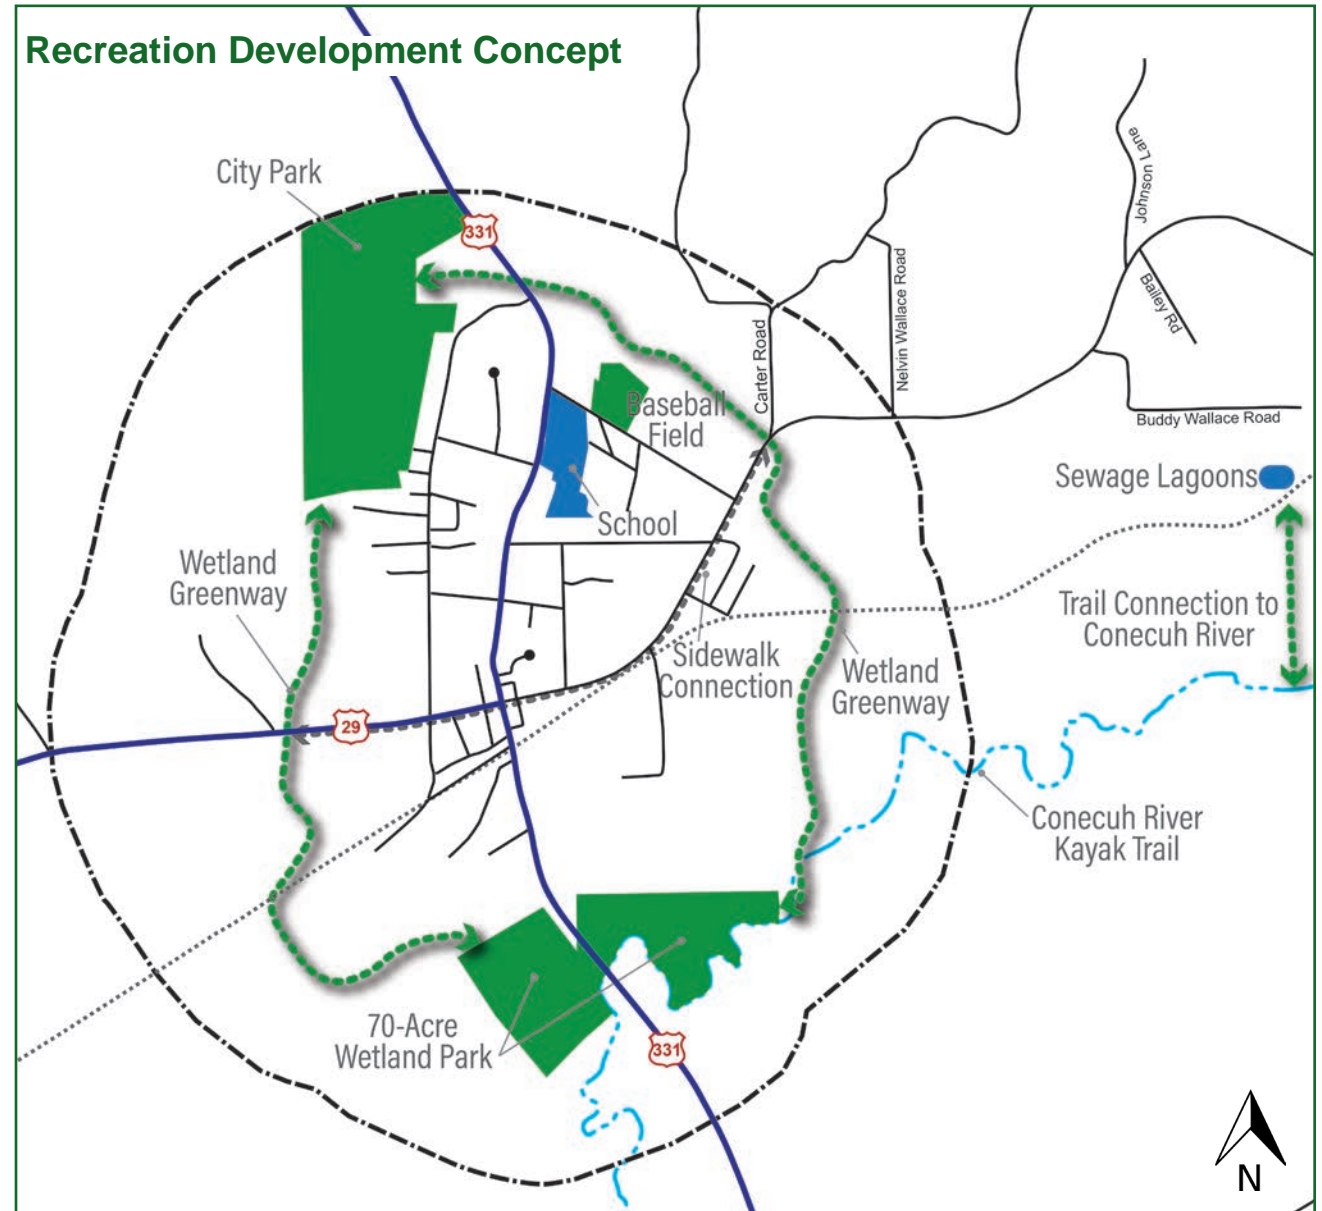 Recreation Development Concept
City Park
331
Johnson Lane
Nelvin Wallace Road
Bailey Rd
Carter Road
Baseball
Field
Buddy Wallace Road
Sewage Lagoons
School
Wetland
Greenway
Trail Connection to
Conecuh River
Sidewalk
Connection
Wetland
Greenway
29
Conecuh River
Kayak Trail
70-Acre
Wetland Park
331
N